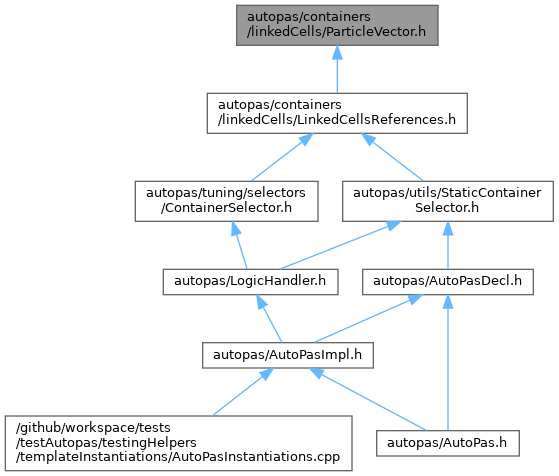 autopas/containers
/linkedCells/ParticleVector.h
autopas/containers
/linkedCells/LinkedCellsReferences.h
autopas/tuning/selectors
/ContainerSelector.h
autopas/utils/StaticContainer
Selector.h
autopas/LogicHandler.h
autopas/AutoPasDecl.h
autopas/AutoPasImpl.h
/github/workspace/tests
/testAutopas/testingHelpers
/templateInstantiations/AutoPasInstantiations.cpp
autopas/AutoPas.h